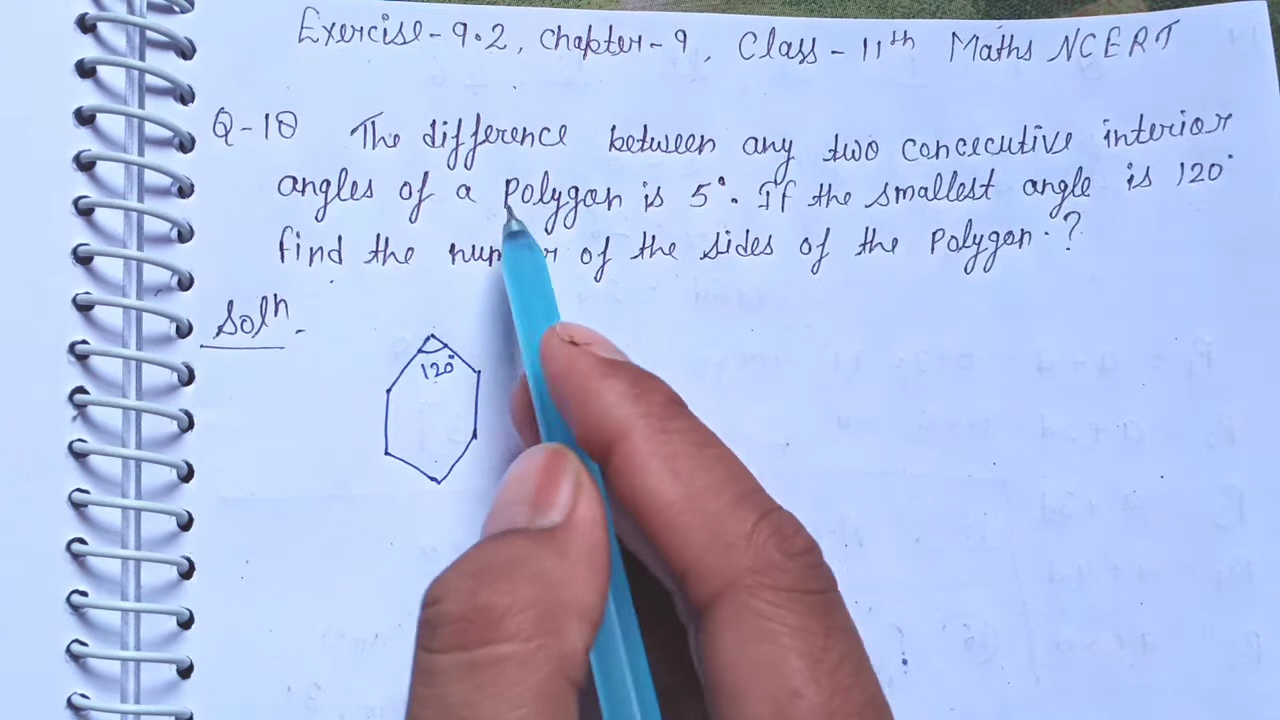 Exercise-9.2, Chapter-9, Class-11th Maths NCERT
Q-18 The difference between any two concecutive interior
angles of a polygon is 5°. If the smallest angle is 120°
find the of the sides of the Polygon.?
Solⁿ.
120°